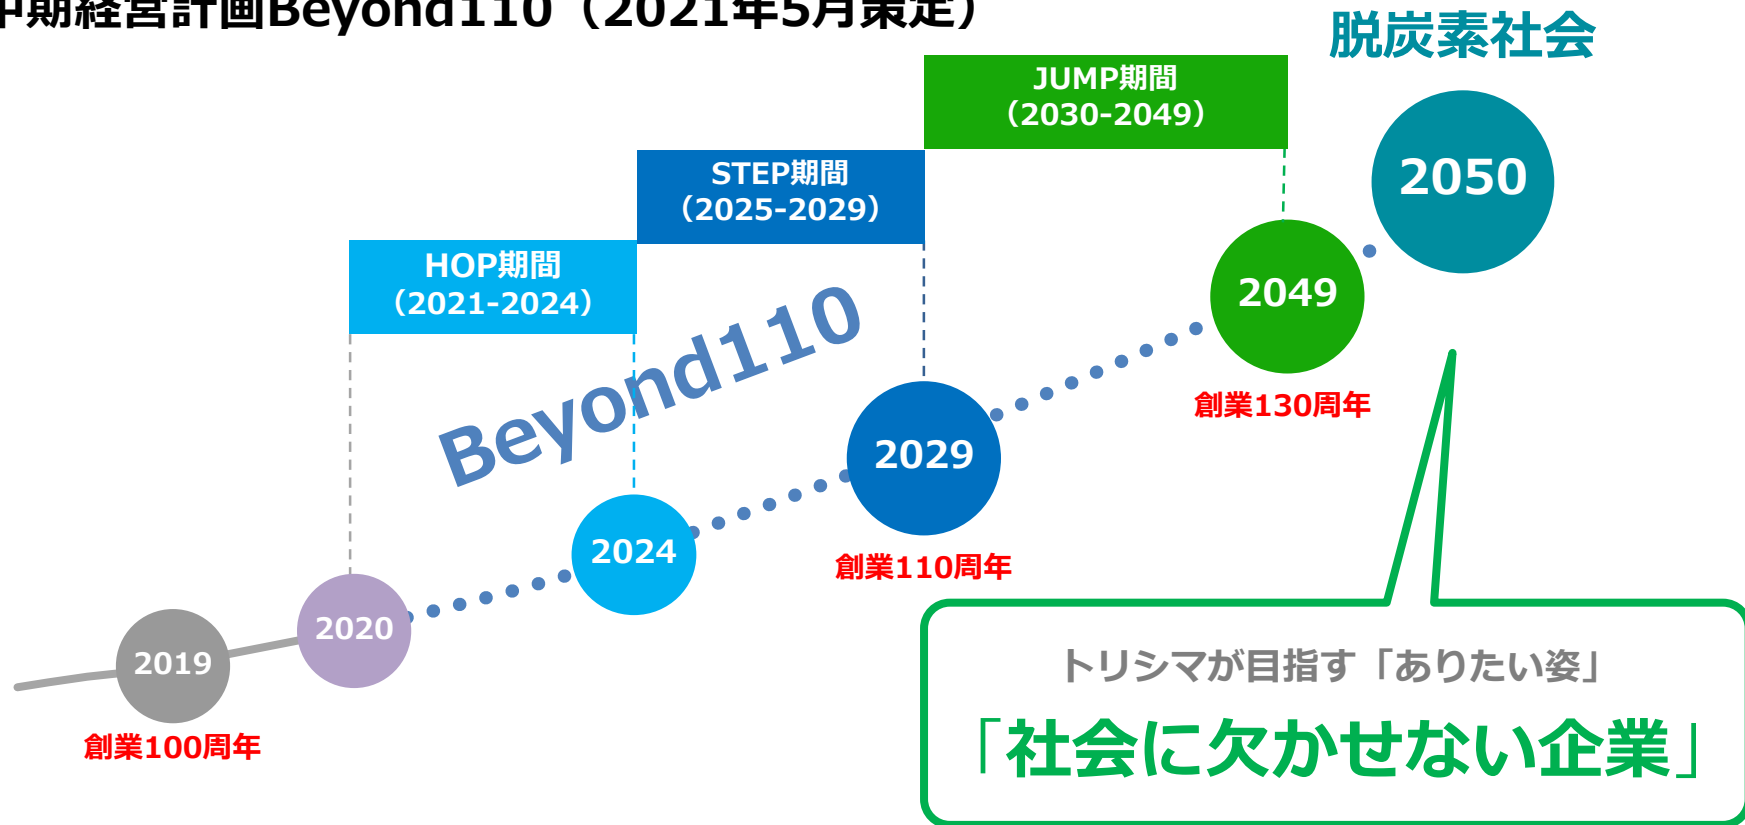 中期経営計画Beyond110（2021年5月策定）
脱炭素社会
JUMP期間
（2030-2049）
2050
STEP期間
（2025-2029）
HOP期間
（2021-2024）
2049
創業130周年
Beyond110
2029
創業110周年
2024
2020
2019
創業100周年
トリシマが目指す「ありたい姿」
「社会に欠かせない企業」